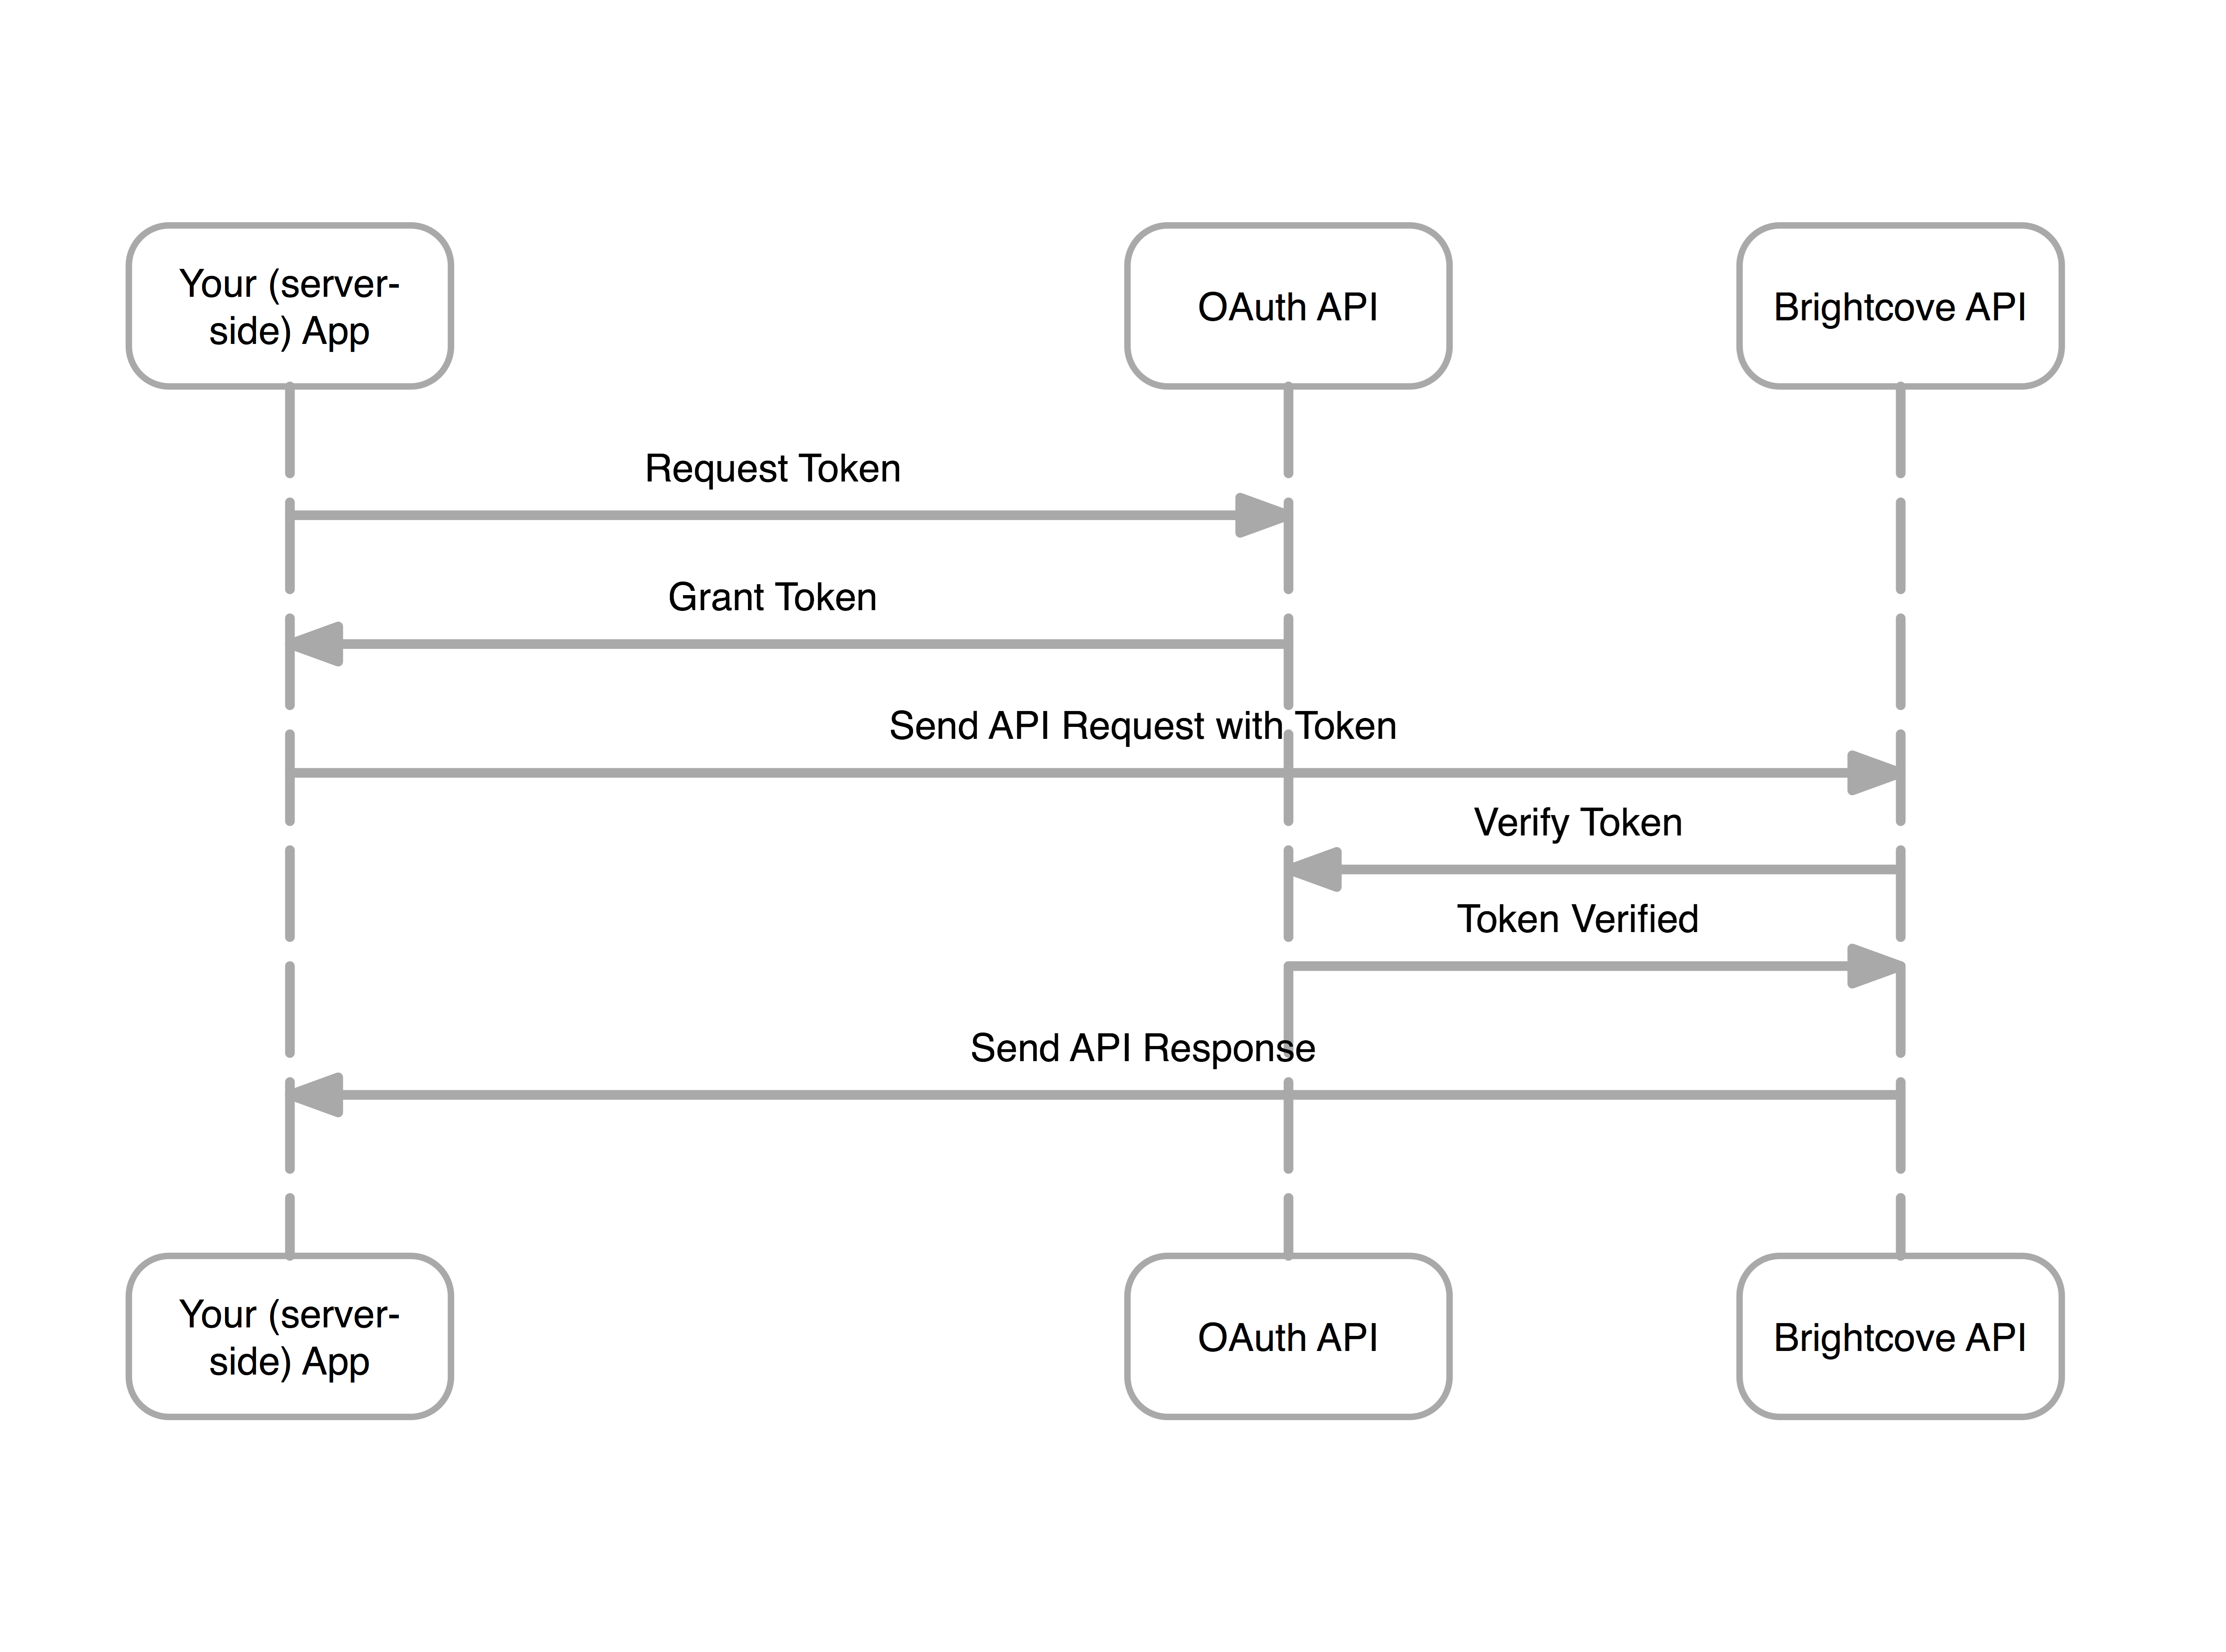 Your (server-
side) App
OAuth API
Brightcove API
Request Token
Grant Token
Send API Request with Token
Verify Token
Token Verified
Send API Response
Your (server-
side) App
OAuth API
Brightcove API